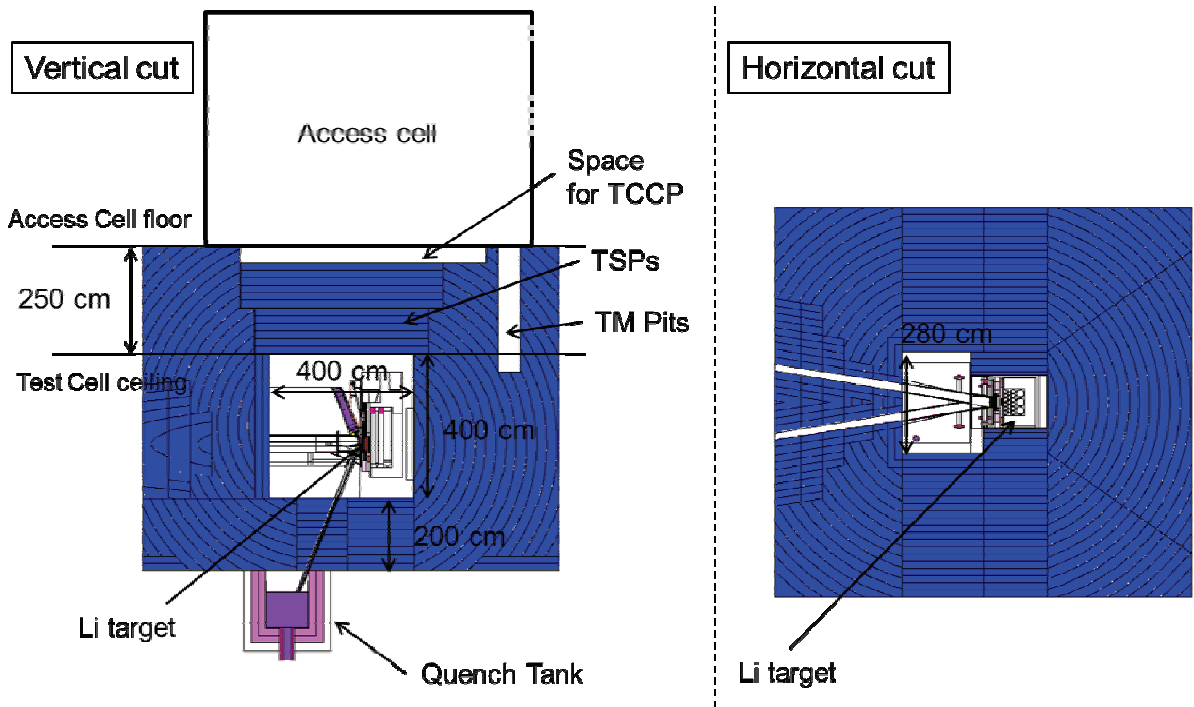 Vertical cut
Access cell
Space
for TCCP
Access Cell floor
TSPs
250 cm
TM Pits
Test Cell ceiling
400 cm
400 cm
200 cm
Li target
Quench Tank
Horizontal cut
280 cm
Li target